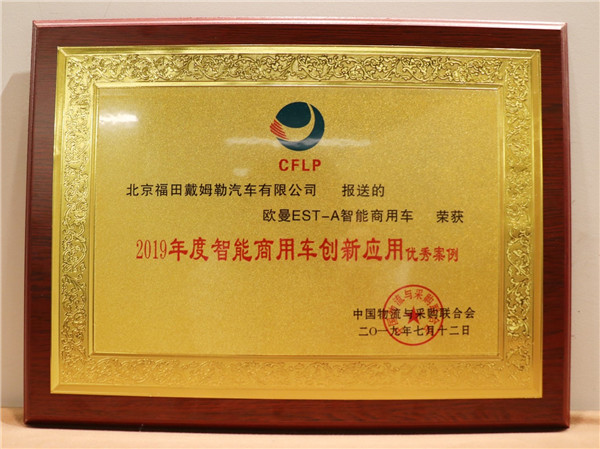 CFLP
北京福田戴姆勒汽车有限公司 报送的
欧曼EST-A智能商用车 荣获
2019年度智能商用车创新应用优秀案例
中国物流与采购联合会
二〇一九年七月十二日